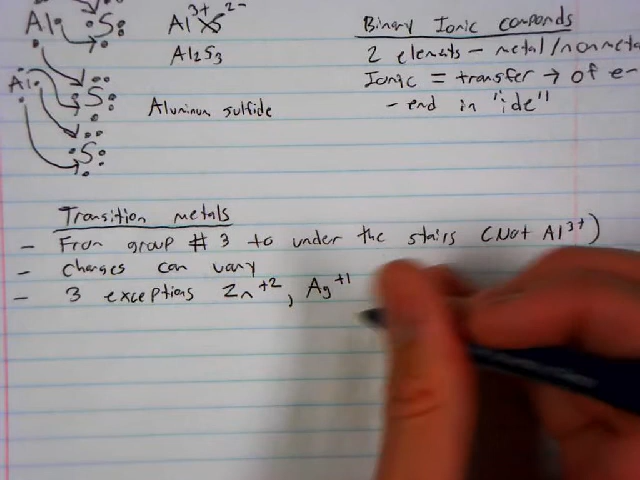 Al S Al³⁺ S²⁻
Al₂S₃
Al S
S
Aluminum sulfide
Binary Ionic componds
2 elements - metal/nonmeta
Ionic = transfer → of e-
- end in "ide"
Transition metals
- From group # 3 to under the stairs (Not Al³⁺)
- Charges can vary
- 3 exceptions Zn⁺², Ag⁺¹